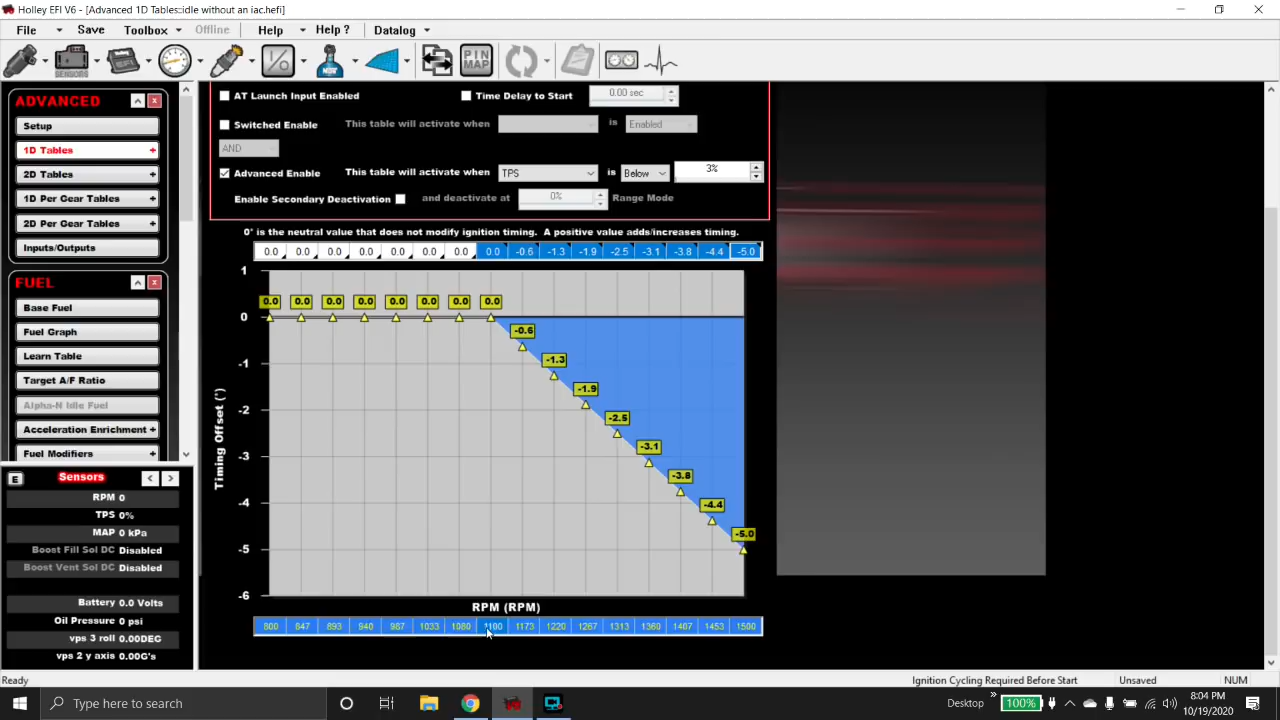 Holley EFI V6 - [Advanced 1D Tables::idle without an iac.hefi]
File Save Toolbox Offline Help Help ? Datalog
SENSORS EFI I/O PIN MAP
ADVANCED
Setup
1D Tables +
2D Tables +
1D Per Gear Tables +
2D Per Gear Tables +
Inputs/Outputs
FUEL
Base Fuel
Fuel Graph
Learn Table
Target A/F Ratio
Alpha-N Idle Fuel
Acceleration Enrichment +
Fuel Modifiers +
E Sensors < >
RPM 0
TPS 0%
MAP 0 kPa
Boost Fill Sol DC Disabled
Boost Vent Sol DC Disabled
Battery 0.0 Volts
Oil Pressure 0 psi
vps 3 roll 0.00DEG
vps 2 y axis 0.00G's
AT Launch Input Enabled Time Delay to Start 0.00 sec
Switched Enable This table will activate when is Enabled
AND
Advanced Enable This table will activate when TPS is Below 3%
Enable Secondary Deactivation and deactivate at 0% Range Mode
0° is the neutral value that does not modify ignition timing. A positive value adds/increases timing.
0.0 0.0 0.0 0.0 0.0 0.0 0.0 0.0 -0.6 -1.3 -1.9 -2.5 -3.1 -3.8 -4.4 -5.0
Timing Offset (°)
1
0
-1
-2
-3
-4
-5
-6
0.0 0.0 0.0 0.0 0.0 0.0 0.0 0.0 -0.6 -1.3 -1.9 -2.5 -3.1 -3.8 -4.4 -5.0
RPM (RPM)
800 847 893 940 987 1033 1080 1100 1173 1220 1267 1313 1360 1407 1453 1500
Ready Ignition Cycling Required Before Start Unsaved NUM
Type here to search Desktop 100% 8:04 PM
10/19/2020